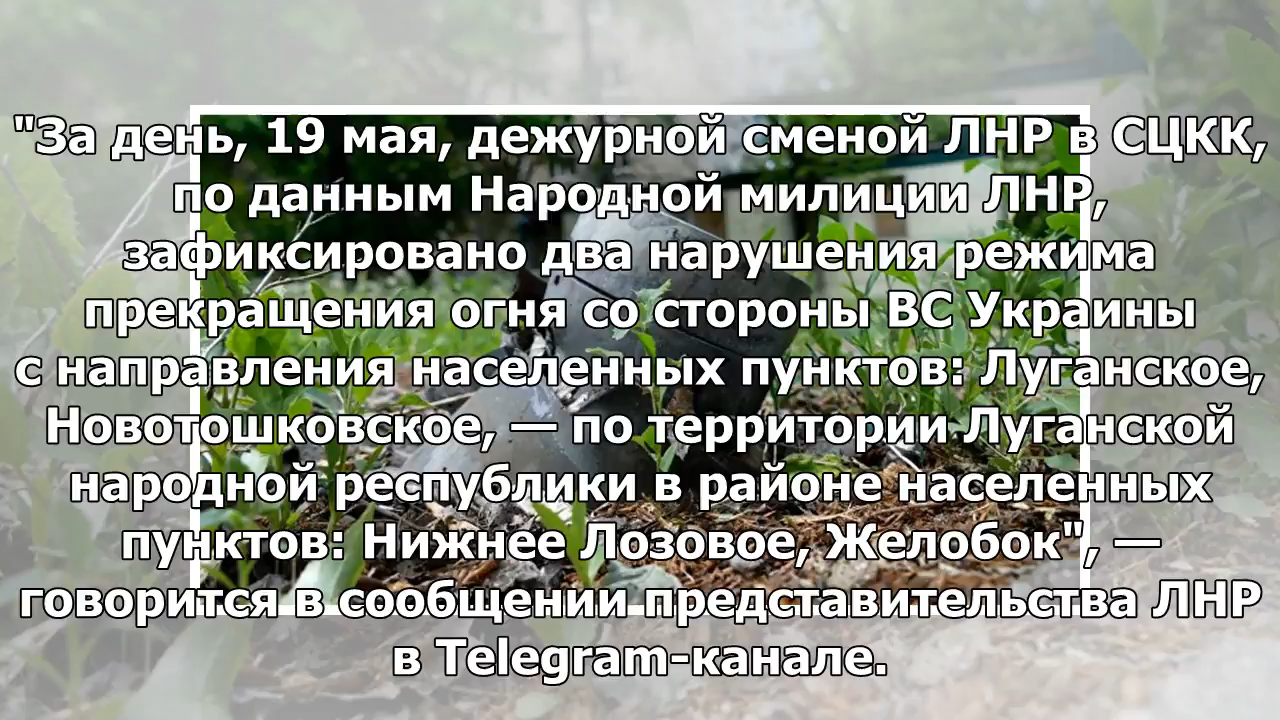 "За день, 19 мая, дежурной сменой ЛНР в СЦКК,
по данным Народной милиции ЛНР,
зафиксировано два нарушения режима
прекращения огня со стороны ВС Украины
с направления населенных пунктов: Луганское,
Новотошковское, — по территории Луганской
народной республики в районе населенных
пунктов: Нижнее Лозовое, Желобок", —
говорится в сообщении представительства ЛНР
в Telegram-канале.